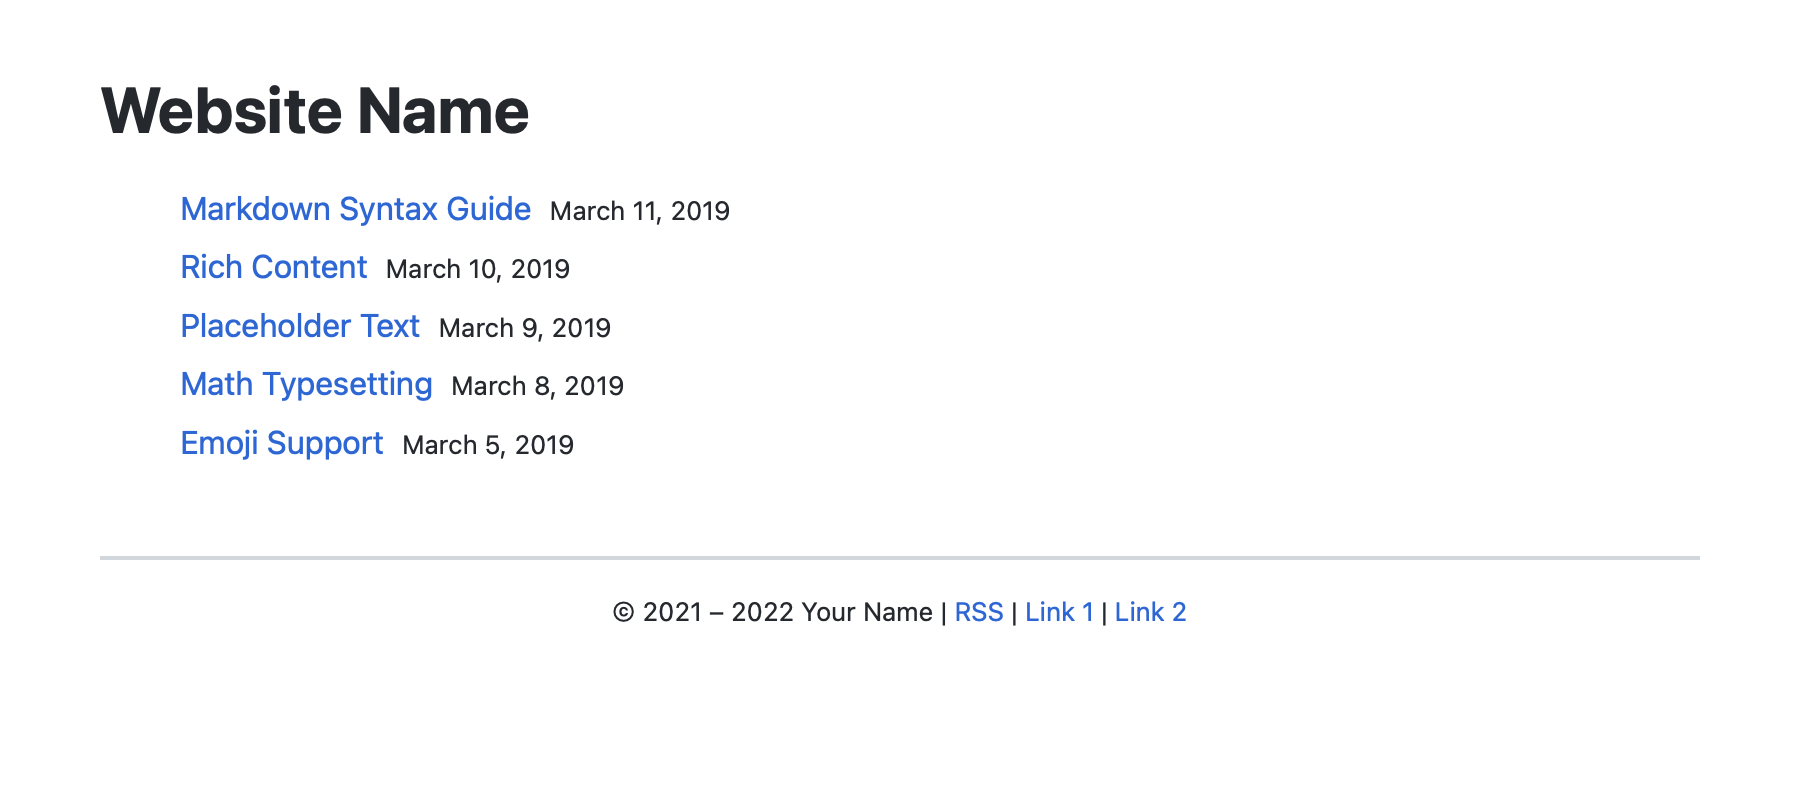 Website Name
Markdown Syntax Guide March 11, 2019
Rich Content March 10, 2019
Placeholder Text March 9, 2019
Math Typesetting March 8, 2019
Emoji Support March 5, 2019
© 2021 – 2022 Your Name | RSS | Link 1 | Link 2